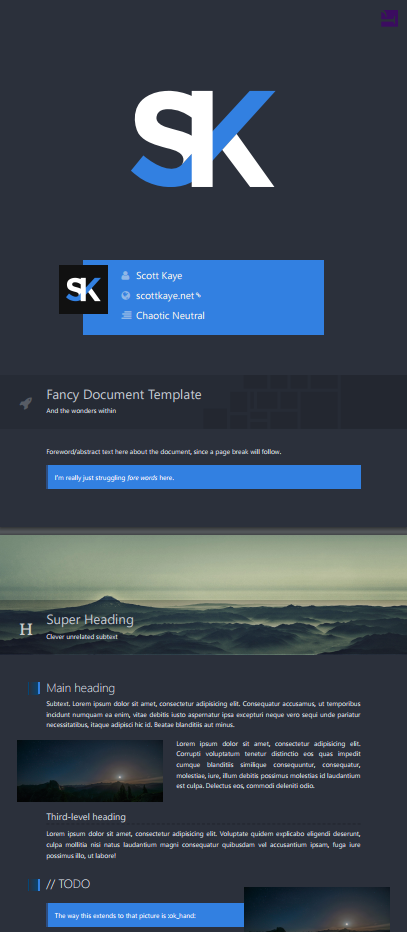 SK
SK
Scott Kaye
scottkaye.net
Chaotic Neutral
Fancy Document Template
And the wonders within
Foreword/abstract text here about the document, since a page break will follow.
I'm really just struggling fore words here.
H
Super Heading
Clever unrelated subtext
Main heading
Subtext. Lorem ipsum dolor sit amet, consectetur adipisicing elit. Consequatur accusamus, ut temporibus
incidunt numquam ea enim, vitae debitis iusto aspernatur ipsa excepturi neque vero sequi unde pariatur
necessitatibus, itaque adipisci hic id. Beatae blanditiis aut minus.
Lorem ipsum dolor sit amet, consectetur adipisicing elit.
Corrupti voluptatum tenetur distinctio eos quas impedit
cumque blanditiis similique consequuntur, consequatur,
molestiae, iure, illum debitis possimus molestias id laudantium
est culpa. Delectus eos, commodi deleniti odio.
Third-level heading
Lorem ipsum dolor sit amet, consectetur adipisicing elit. Voluptate quidem explicabo eligendi deserunt,
culpa mollitia nisi natus laudantium magni consequatur quibusdam vel accusantium ipsam, fuga iure
possimus illo, ut labore!
// TODO
The way this extends to that picture is :ok_hand: